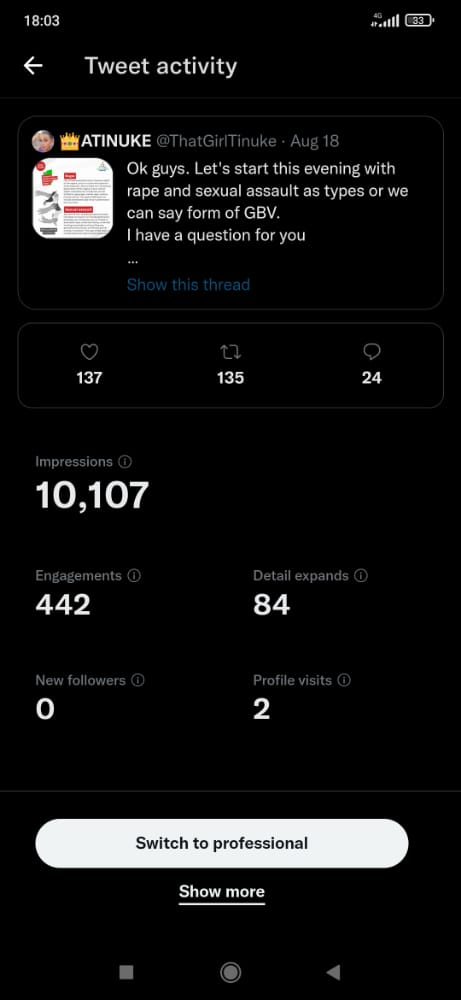 18:03
4G
33
Tweet activity
👑ATINUKE @ThatGirlTinuke · Aug 18
Ok guys. Let's start this evening with
rape and sexual assault as types or we
can say form of GBV.
I have a question for you
...
Show this thread
137 135 24
Impressions
10,107
Engagements Detail expands
442 84
New followers Profile visits
0 2
Switch to professional
Show more